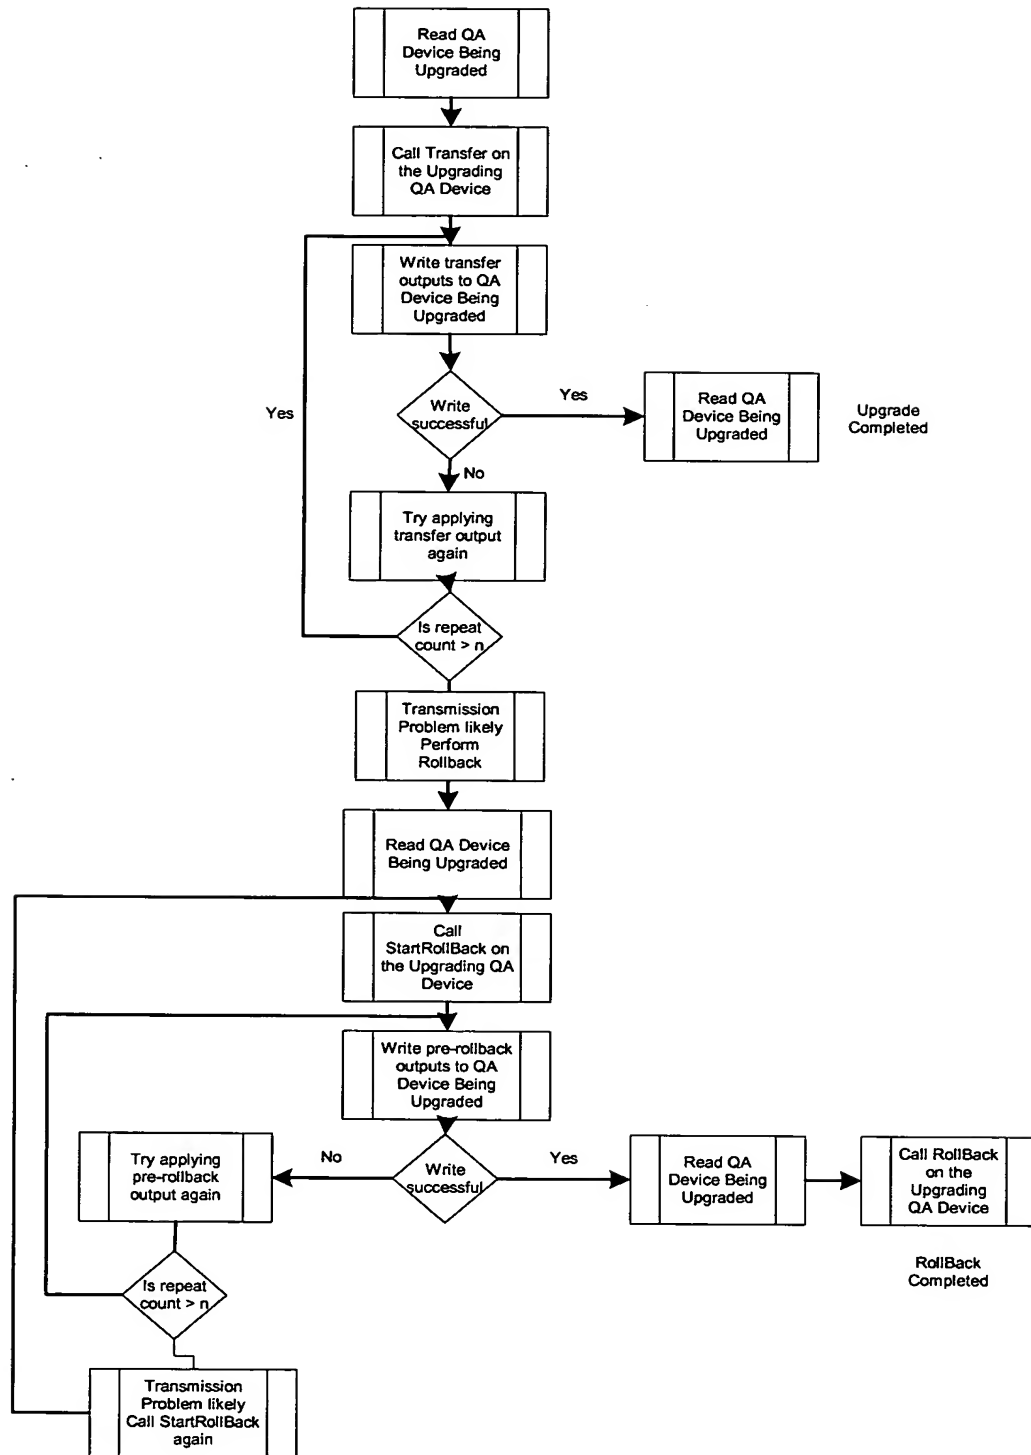 Read QA
Device Being
Upgraded
Call Transfer on
the Upgrading
QA Device
Write transfer
outputs to QA
Device Being
Upgraded
Yes
Write
successful
Yes
Read QA
Device Being
Upgraded
Upgrade
Completed
No
Try applying
transfer output
again
Is repeat
count > n
Transmission
Problem likely
Perform
Rollback
Read QA Device
Being Upgraded
Call
StartRollBack on
the Upgrading QA
Device
Write pre-rollback
outputs to QA
Device Being
Upgraded
Try applying
pre-rollback
output again
No
Write
successful
Yes
Read QA
Device Being
Upgraded
Call RollBack
on the
Upgrading
QA Device
RollBack
Completed
Is repeat
count > n
Transmission
Problem likely
Call StartRollBack
again